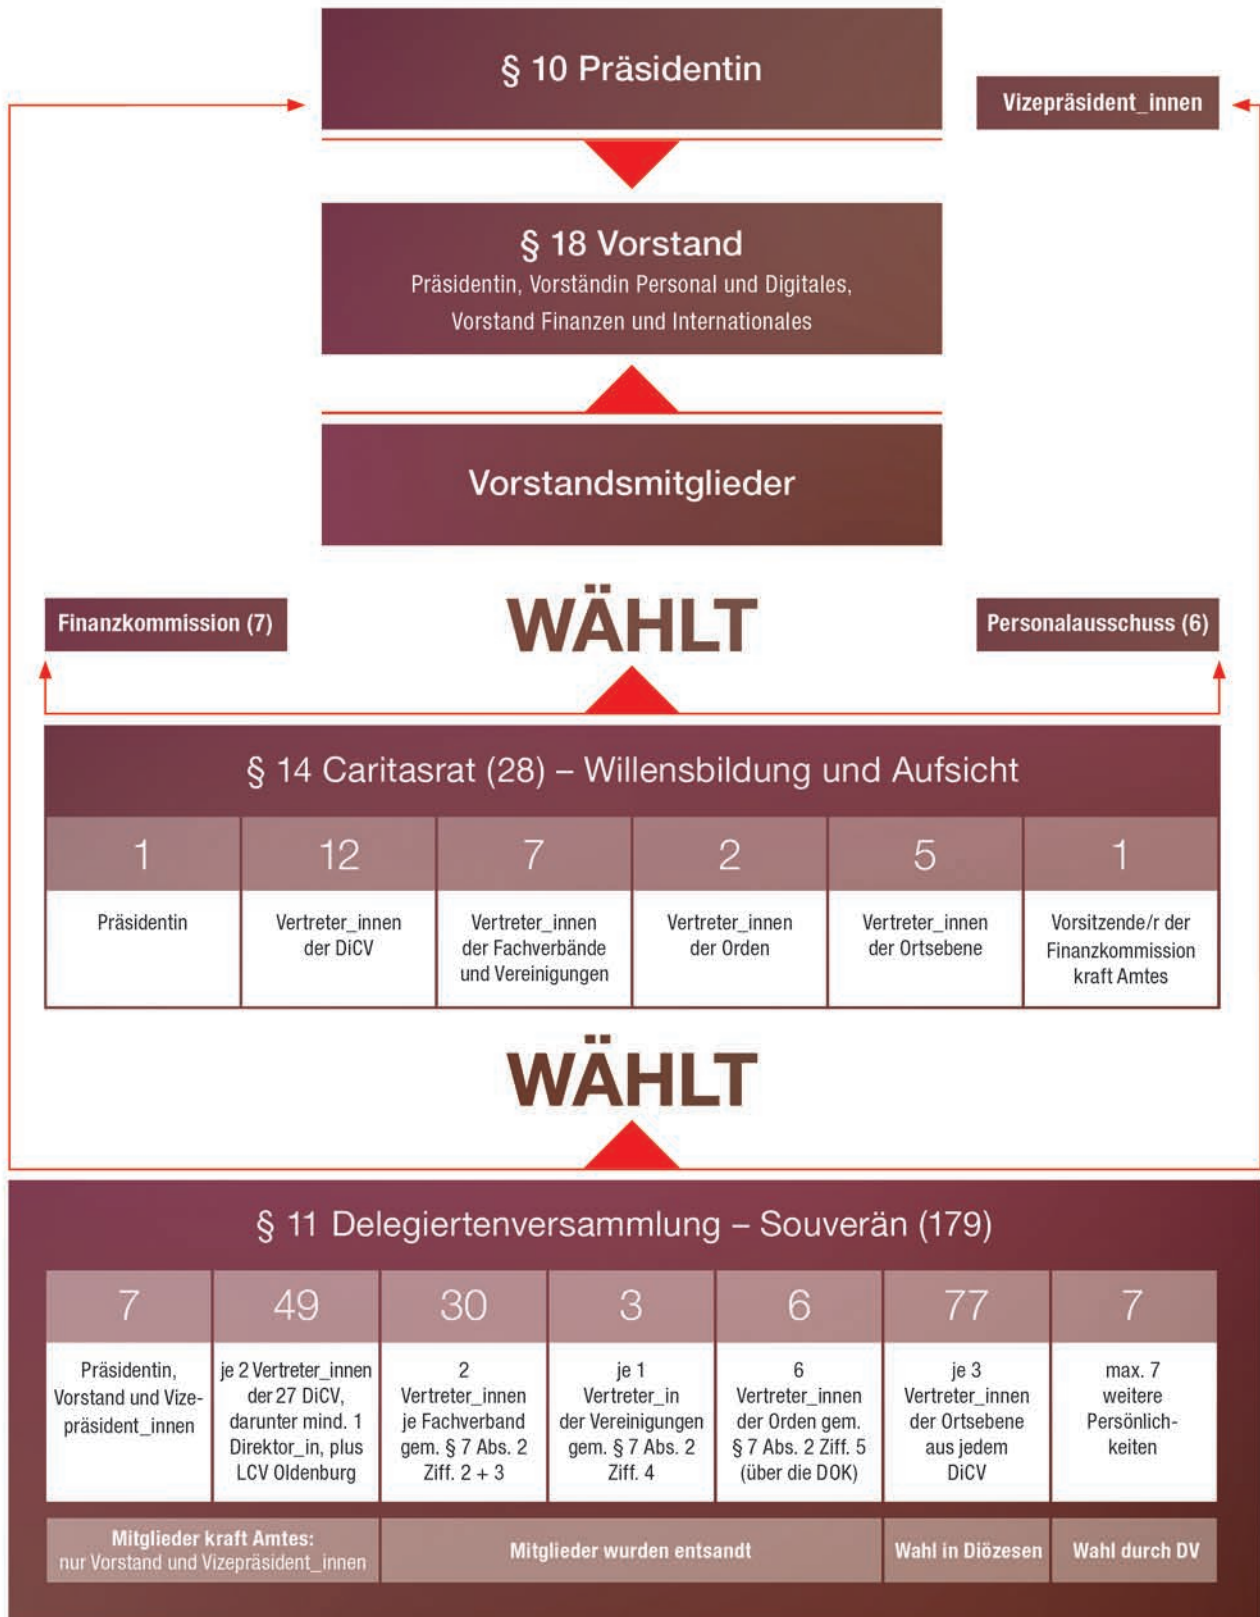 § 10 Präsidentin
Vizepräsident_innen
§ 18 Vorstand
Präsidentin, Vorständin Personal und Digitales,
Vorstand Finanzen und Internationales
Vorstandsmitglieder
Finanzkommission (7)
WÄHLT
Personalausschuss (6)
§ 14 Caritasrat (28) – Willensbildung und Aufsicht
1
Präsidentin
12
Vertreter_innen
der DiCV
7
Vertreter_innen
der Fachverbände
und Vereinigungen
2
Vertreter_innen
der Orden
5
Vertreter_innen
der Ortsebene
1
Vorsitzende/r der
Finanzkommission
kraft Amtes
WÄHLT
§ 11 Delegiertenversammlung – Souverän (179)
7
Präsidentin,
Vorstand und Vize-
präsident_innen
49
je 2 Vertreter_innen
der 27 DiCV,
darunter mind. 1
Direktor_in, plus
LCV Oldenburg
30
2
Vertreter_innen
je Fachverband
gem. § 7 Abs. 2
Ziff. 2 + 3
3
je 1
Vertreter_in
der Vereinigungen
gem. § 7 Abs. 2
Ziff. 4
6
6
Vertreter_innen
der Orden gem.
§ 7 Abs. 2 Ziff. 5
(über die DOK)
77
je 3
Vertreter_innen
der Ortsebene
aus jedem
DiCV
7
max. 7
weitere
Persönlich-
keiten
Mitglieder kraft Amtes:
nur Vorstand und Vizepräsident_innen
Mitglieder wurden entsandt
Wahl in Diözesen
Wahl durch DV